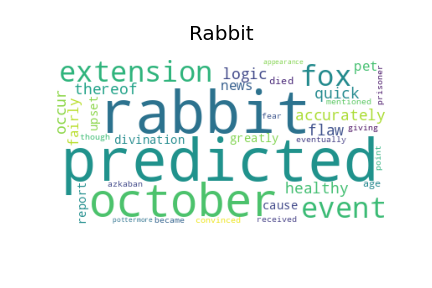 Rabbit
appearance
extension logic fox pet prisoner
thereof news died quick mentioned
occur fairly upset rabbit fear accurately
though divination greatly flaw giving
eventually
predicted point
report azkaban october cause healthy age
event
pottermore became convinced received